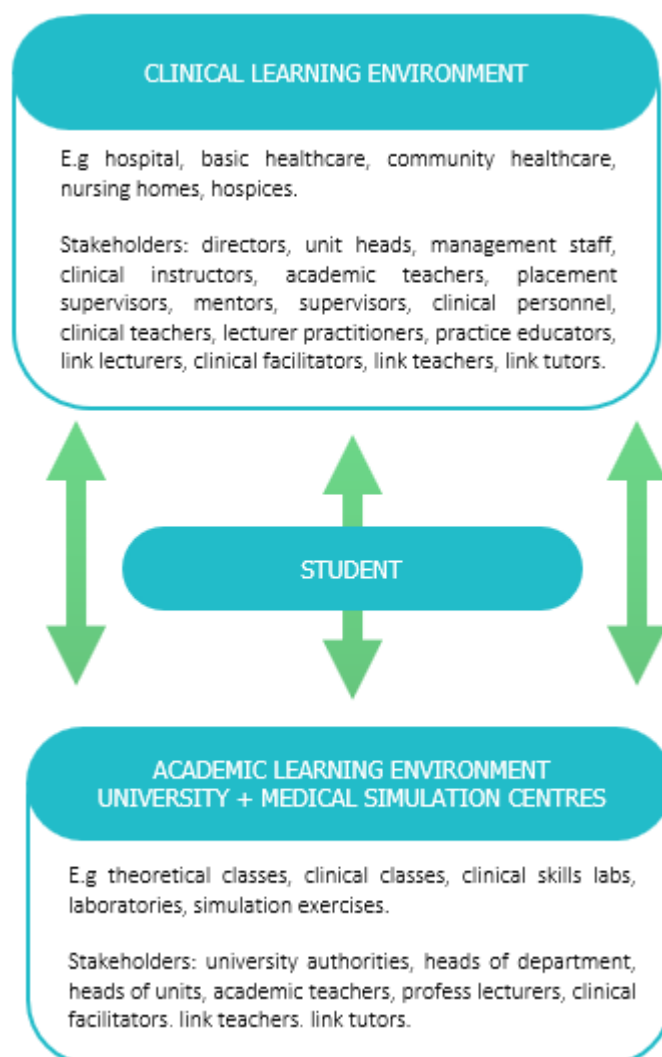 CLINICAL LEARNING ENVIRONMENT
E.g hospital, basic healthcare, community healthcare,
nursing homes, hospices.
Stakeholders: directors, unit heads, management staff,
clinical instructors, academic teachers, placement
supervisors, mentors, supervisors, clinical personnel,
clinical teachers, lecturer practitioners, practice educators,
link lecturers, clinical facilitators, link teachers, link tutors.
STUDENT
ACADEMIC LEARNING ENVIRONMENT
UNIVERSITY + MEDICAL SIMULATION CENTRES
E.g theoretical classes, clinical classes, clinical skills labs,
laboratories, simulation exercises.
Stakeholders: university authorities, heads of department,
heads of units, academic teachers, profess lecturers, clinical
facilitators. link teachers. link tutors.